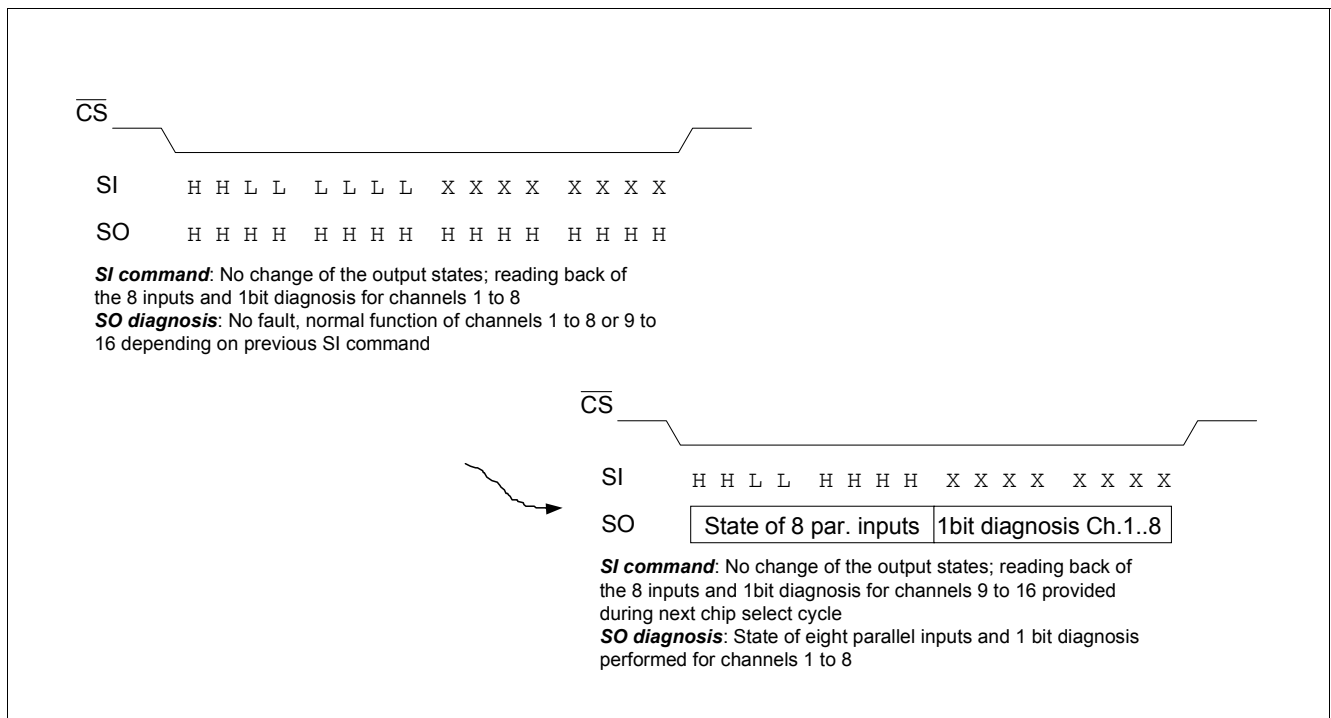 CS
SI H H L L L L L L X X X X X X X X
SO H H H H H H H H H H H H H H H H
SI command: No change of the output states; reading back of
the 8 inputs and 1bit diagnosis for channels 1 to 8
SO diagnosis: No fault, normal function of channels 1 to 8 or 9 to
16 depending on previous SI command
CS
SI H H L L H H H H X X X X X X X X
SO State of 8 par. inputs 1bit diagnosis Ch.1..8
SI command: No change of the output states; reading back of
the 8 inputs and 1bit diagnosis for channels 9 to 16 provided
during next chip select cycle
SO diagnosis: State of eight parallel inputs and 1 bit diagnosis
performed for channels 1 to 8